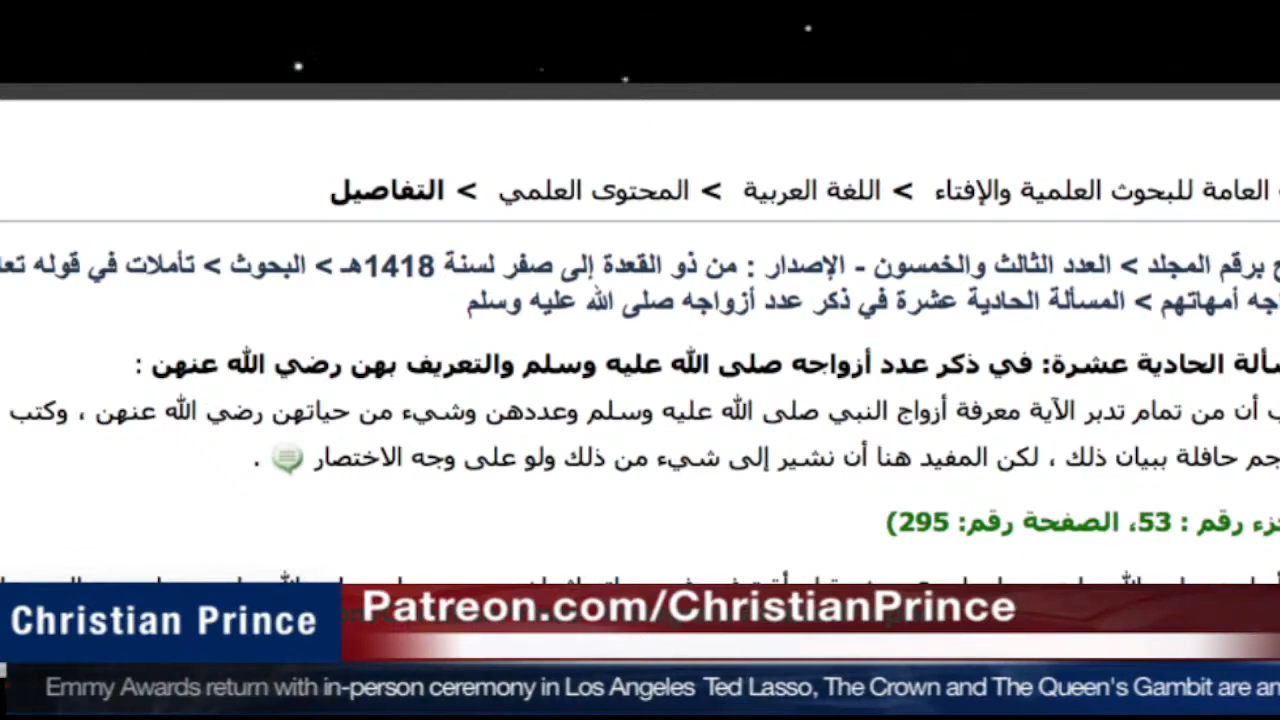 العامة للبحوث العلمية والإفتاء > اللغة العربية > المحتوى العلمي > التفاصيل
برقم المجلد > العدد الثالث والخمسون - الإصدار : من ذو القعدة إلى صفر لسنة 1418هـ > البحوث > تأملات في قوله
أمهاتهم > المسألة الحادية عشرة في ذكر عدد أزواجه صلى الله عليه وسلم
الحادية عشرة: في ذكر عدد أزواجه صلى الله عليه وسلم والتعريف بهن رضي الله عنهن :
أن من تمام تدبر الآية معرفة أزواج النبي صلى الله عليه وسلم وعددهن وشيء من حياتهن رضي الله عنهن ، وكتب
حافلة ببيان ذلك ، لكن المفيد هنا أن نشير إلى شيء من ذلك ولو على وجه الاختصار .
رقم : 53، الصفحة رقم: 295)
Patreon.com/ChristianPrince
Christian Prince
Emmy Awards return with in-person ceremony in Los Angeles Ted Lasso, The Crown and The Queen's Gambit are